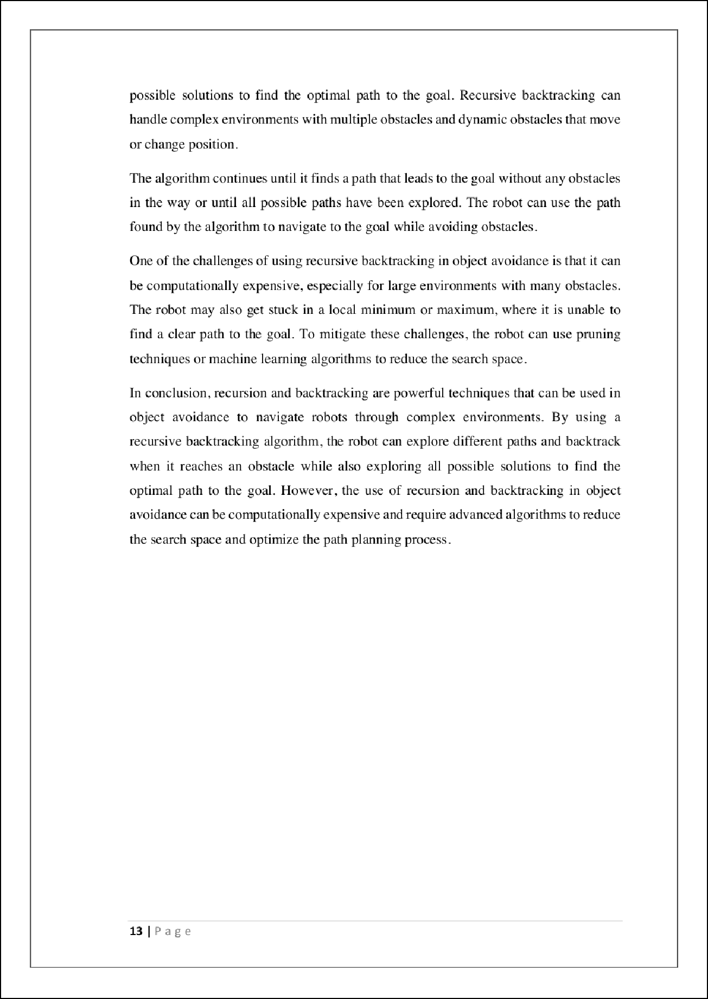 possible solutions to find the optimal path to the goal. Recursive backtracking can
handle complex environments with multiple obstacles and dynamic obstacles that move
or change position.
The algorithm continues until it finds a path that leads to the goal without any obstacles
in the way or until all possible paths have been explored. The robot can use the path
found by the algorithm to navigate to the goal while avoiding obstacles.
One of the challenges of using recursive backtracking in object avoidance is that it can
be computationally expensive, especially for large environments with many obstacles.
The robot may also get stuck in a local minimum or maximum, where it is unable to
find a clear path to the goal. To mitigate these challenges, the robot can use pruning
techniques or machine learning algorithms to reduce the search space.
In conclusion, recursion and backtracking are powerful techniques that can be used in
object avoidance to navigate robots through complex environments. By using a
recursive backtracking algorithm, the robot can explore different paths and backtrack
when it reaches an obstacle while also exploring all possible solutions to find the
optimal path to the goal. However, the use of recursion and backtracking in object
avoidance can be computationally expensive and require advanced algorithms to reduce
the search space and optimize the path planning process.
13 | P a g e